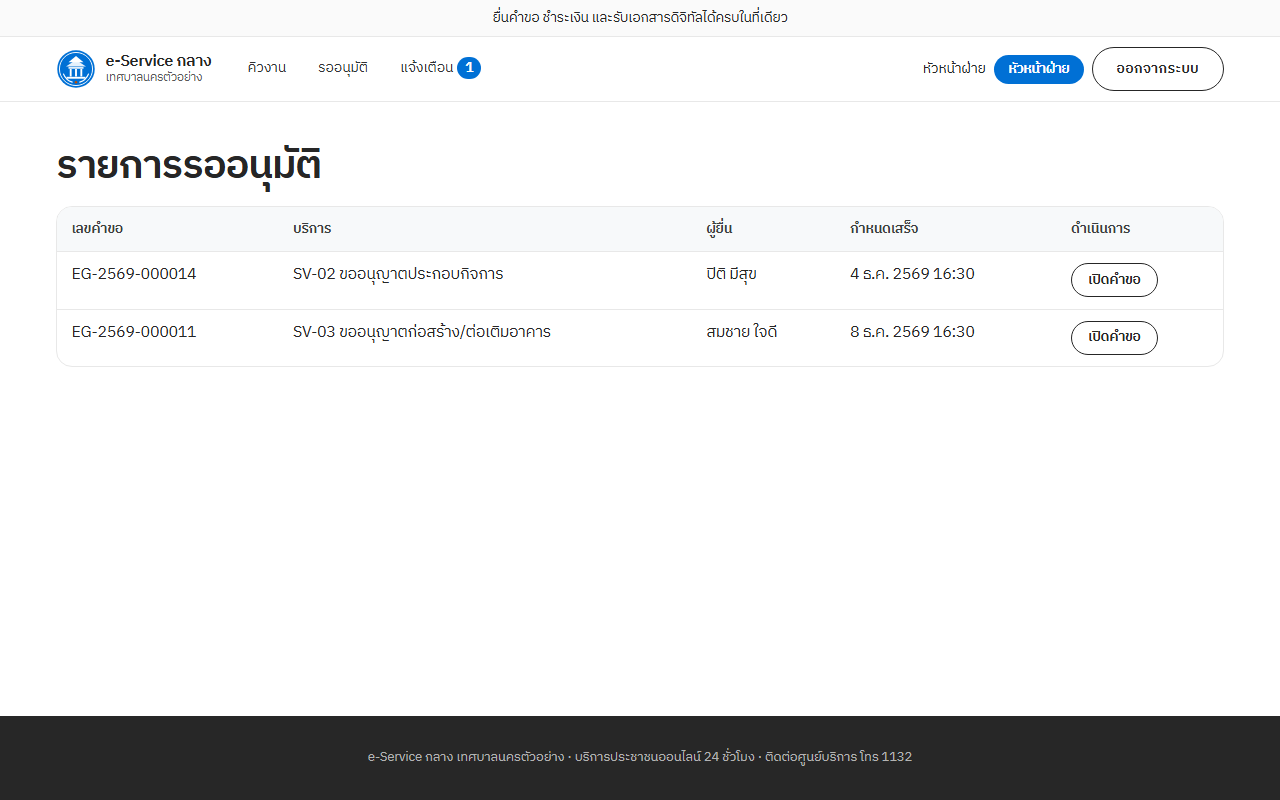 ยื่นคำขอ ชำระเงิน และรับเอกสารดิจิทัลได้ครบในที่เดียว
e-Service กลาง
เทศบาลนครตัวอย่าง
คิวงาน
รออนุมัติ
แจ้งเตือน 1
หัวหน้าฝ่าย
หัวหน้าฝ่าย
ออกจากระบบ
รายการรออนุมัติ
เลขคำขอ บริการ ผู้ยื่น กำหนดเสร็จ ดำเนินการ
EG-2569-000014 SV-02 ขออนุญาตประกอบกิจการ ปิติ มีสุข 4 ธ.ค. 2569 16:30 เปิดคำขอ
EG-2569-000011 SV-03 ขออนุญาตก่อสร้าง/ต่อเติมอาคาร สมชาย ใจดี 8 ธ.ค. 2569 16:30 เปิดคำขอ
e-Service กลาง เทศบาลนครตัวอย่าง · บริการประชาชนออนไลน์ 24 ชั่วโมง · ติดต่อศูนย์บริการ โทร 1132